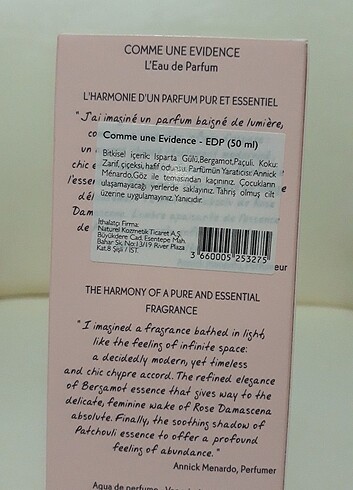 COMME UNE EVIDENCE
L'Eau de Parfum
L'HARMONIE D'UN PARFUM PUR ET ESSENTIEL
"J'ai imaginé un parfum baigné de lumière,
Comme une Evidence - EDP (50 ml)
Bitkisel içerik: Isparta Gülü,Bergamot,Paçuli. Koku:
Zarif,çiçeksi, hafif odunsu. Parfümün Yaratıcısı: Annick
Ménardo,Göz ile temasından kaçınınız. Çocukların
ulaşamayacağı yerlerde saklayınız. Tahriş olmuş cilt
üzerine uygulamayınız.Yanıcıdır.
İthalatçı Firma:
Naturel Kozmetik Ticaret A.Ş.
Büyükdere Cad. Esentepe Mah.
Bahar Sk. No:13/19 River Plaza
Kat.8 Şişli / İST.
3 660005 253275
THE HARMONY OF A PURE AND ESSENTIAL
FRAGRANCE
"I imagined a fragrance bathed in light,
like the feeling of infinite space:
a decidedly modern, yet timeless
and chic chypre accord. The refined elegance
of Bergamot essence that gives way to the
delicate, feminine wake of Rose Damascena
absolute. Finally, the soothing shadow of
Patchouli essence to offer a profound
feeling of abundance."
Annick Menardo, Perfumer
Agua de perfume